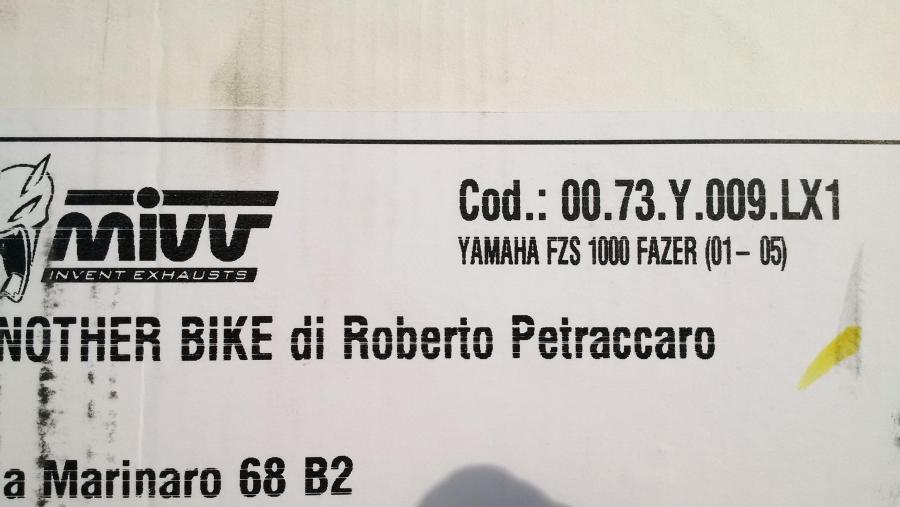 mivv
INVENT EXHAUSTS
Cod.: 00.73.Y.009.LX1
YAMAHA FZS 1000 FAZER (01– 05)
NOTHER BIKE di Roberto Petraccaro
a Marinaro 68 B2